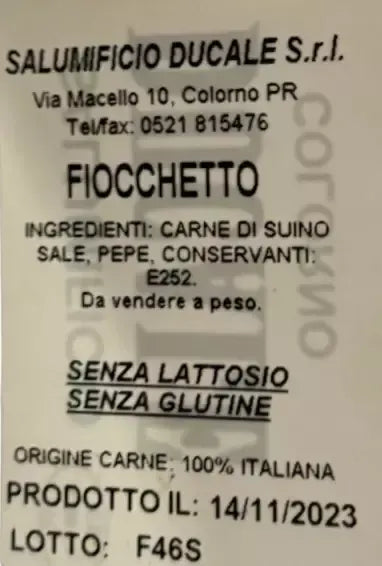 SALUMIFICIO DUCALE S.r.l.
Via Macello 10, Colorno PR
Tel/fax: 0521 815476
FIOCCHETTO
INGREDIENTI: CARNE DI SUINO
SALE, PEPE, CONSERVANTI:
E252.
Da vendere a peso.
SENZA LATTOSIO
SENZA GLUTINE
ORIGINE CARNE: 100% ITALIANA
PRODOTTO IL: 14/11/2023
LOTTO: F46S
COLORNO